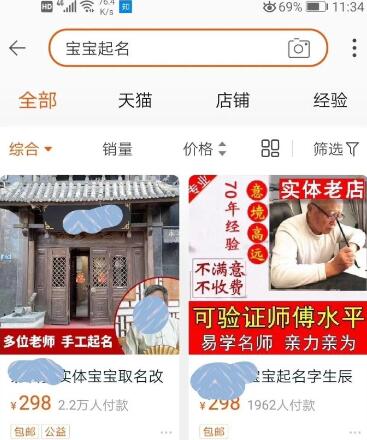 HD 4G 76.4 K/s 知 69% 11:34
宝宝起名
全部 天猫 店铺 经验
综合 销量 价格 筛选
多位老师 手工起名
实体宝宝取名改
¥298 2.2万人付款
包邮 公益
专业
70年经验
意境高远
实体老店
不满意
不收费
可验证师傅水平
易学名师 亲力亲为
宝起名字生辰
¥298 1962人付款
包邮